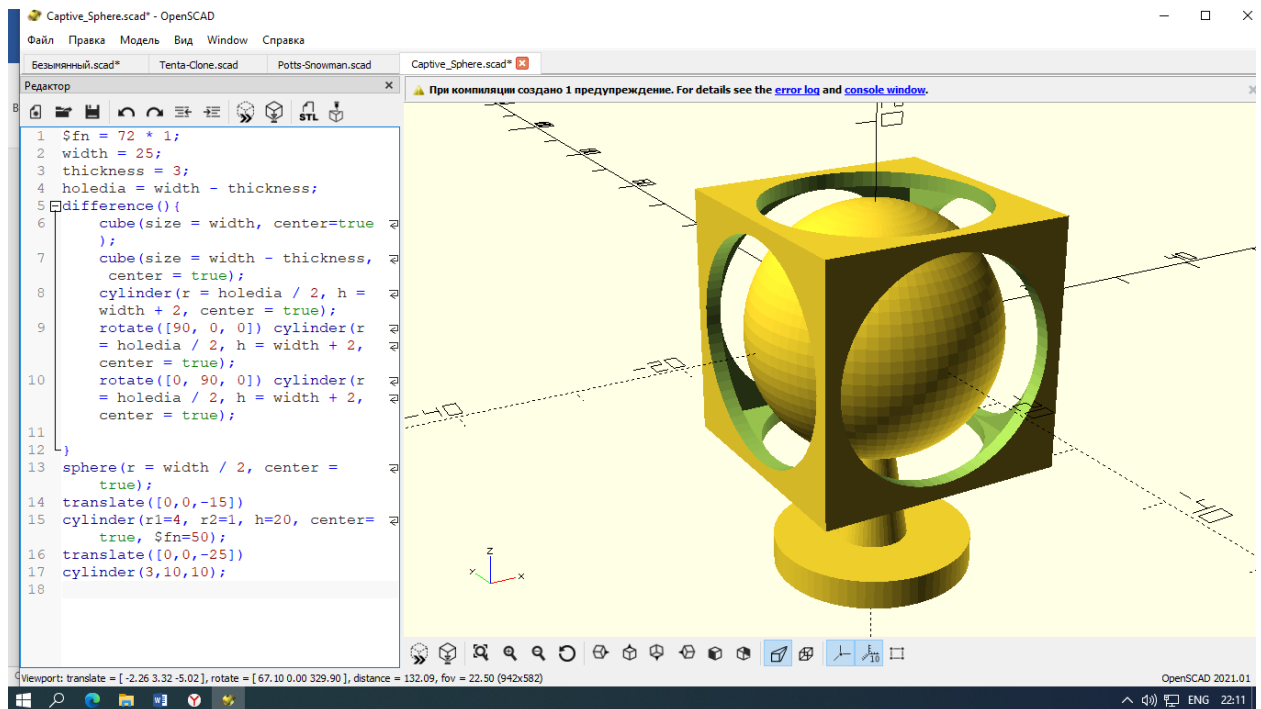 Captive_Sphere.scad* - OpenSCAD
Файл Правка Модель Вид Window Справка
Безымянный.scad* Tenta-Clone.scad Potts-Snowman.scad Captive_Sphere.scad*
Редактор
При компиляции создано 1 предупреждение. For details see the error log and console window.
STL
1 $fn = 72 * 1;
2 width = 25;
3 thickness = 3;
4 holedia = width - thickness;
5 difference(){
6 cube(size = width, center=true
);
7 cube(size = width - thickness,
center = true);
8 cylinder(r = holedia / 2, h =
width + 2, center = true);
9 rotate([90, 0, 0]) cylinder(r
= holedia / 2, h = width + 2,
center = true);
10 rotate([0, 90, 0]) cylinder(r
= holedia / 2, h = width + 2,
center = true);
11
12 }
13 sphere(r = width / 2, center =
true);
14 translate([0,0,-15])
15 cylinder(r1=4, r2=1, h=20, center=
true, $fn=50);
16 translate([0,0,-25])
17 cylinder(3,10,10);
18
z
y
x
10
Viewport: translate = [ -2.26 3.32 -5.02 ], rotate = [ 67.10 0.00 329.90 ], distance = 132.09, fov = 22.50 (942x582)
OpenSCAD 2021.01
ENG 22:11